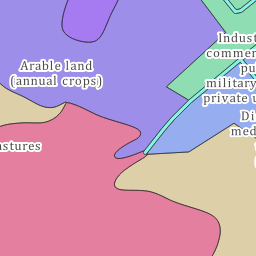 Arable land
(annual crops)
Indust
commer
pu
military
private u
Di
med
astures